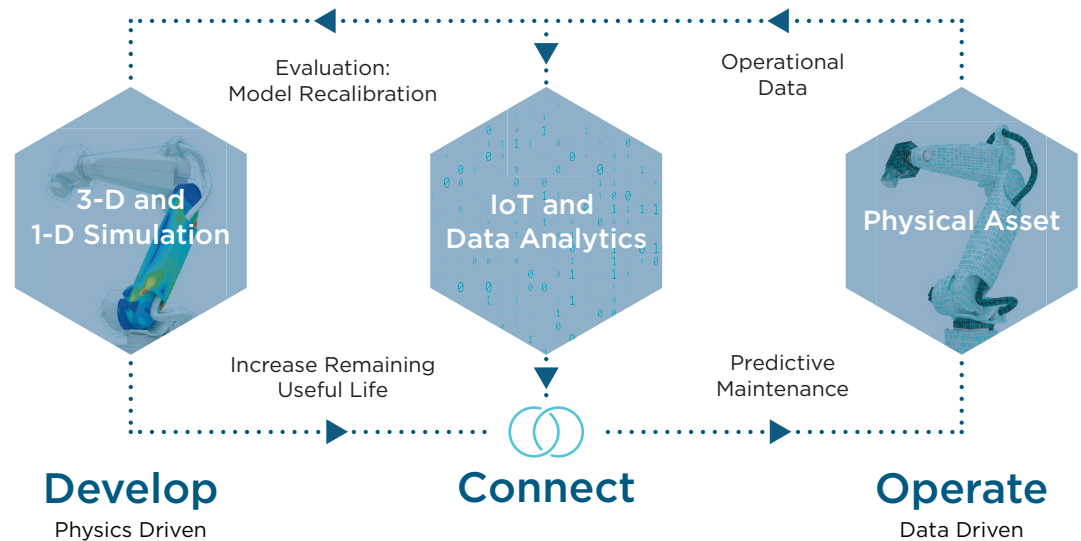 Evaluation:
Model Recalibration
Operational
Data
3-D and
1-D Simulation
IoT and
Data Analytics
Physical Asset
Increase Remaining
Useful Life
Predictive
Maintenance
Develop
Physics Driven
Connect
Operate
Data Driven